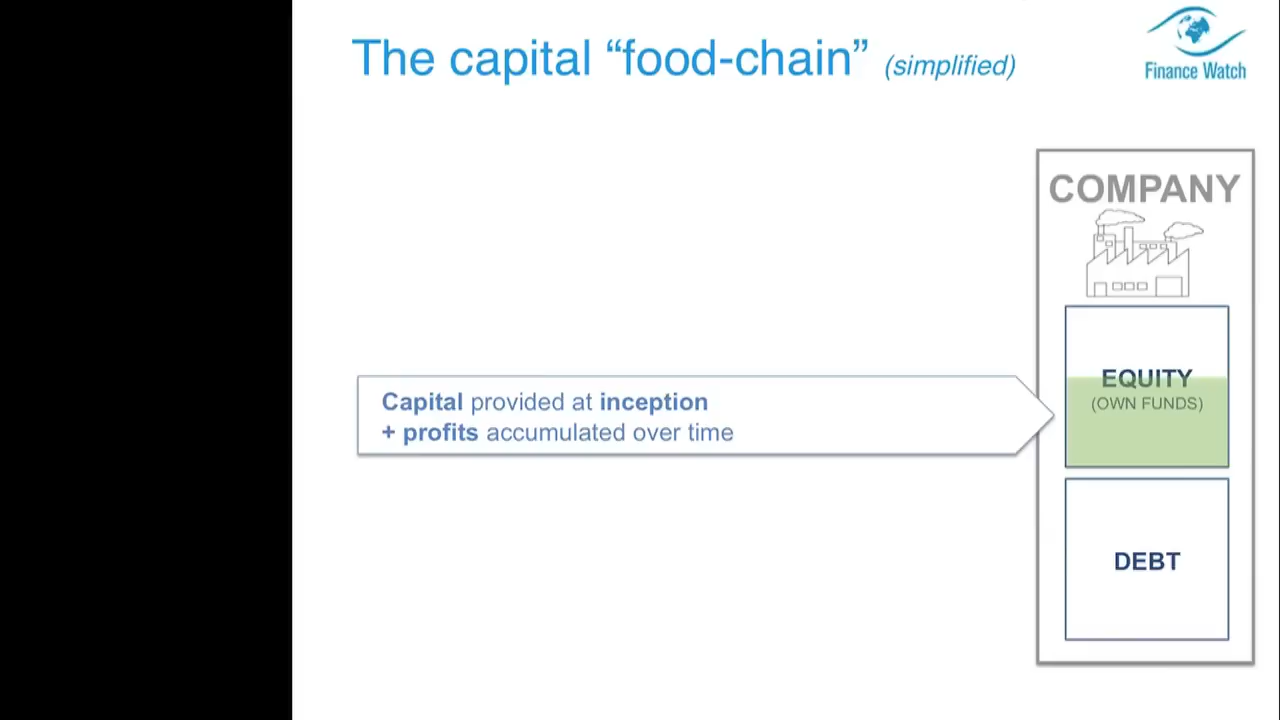 The capital “food-chain” (simplified)
Finance Watch
COMPANY
Capital provided at inception
+ profits accumulated over time
EQUITY
(OWN FUNDS)
DEBT